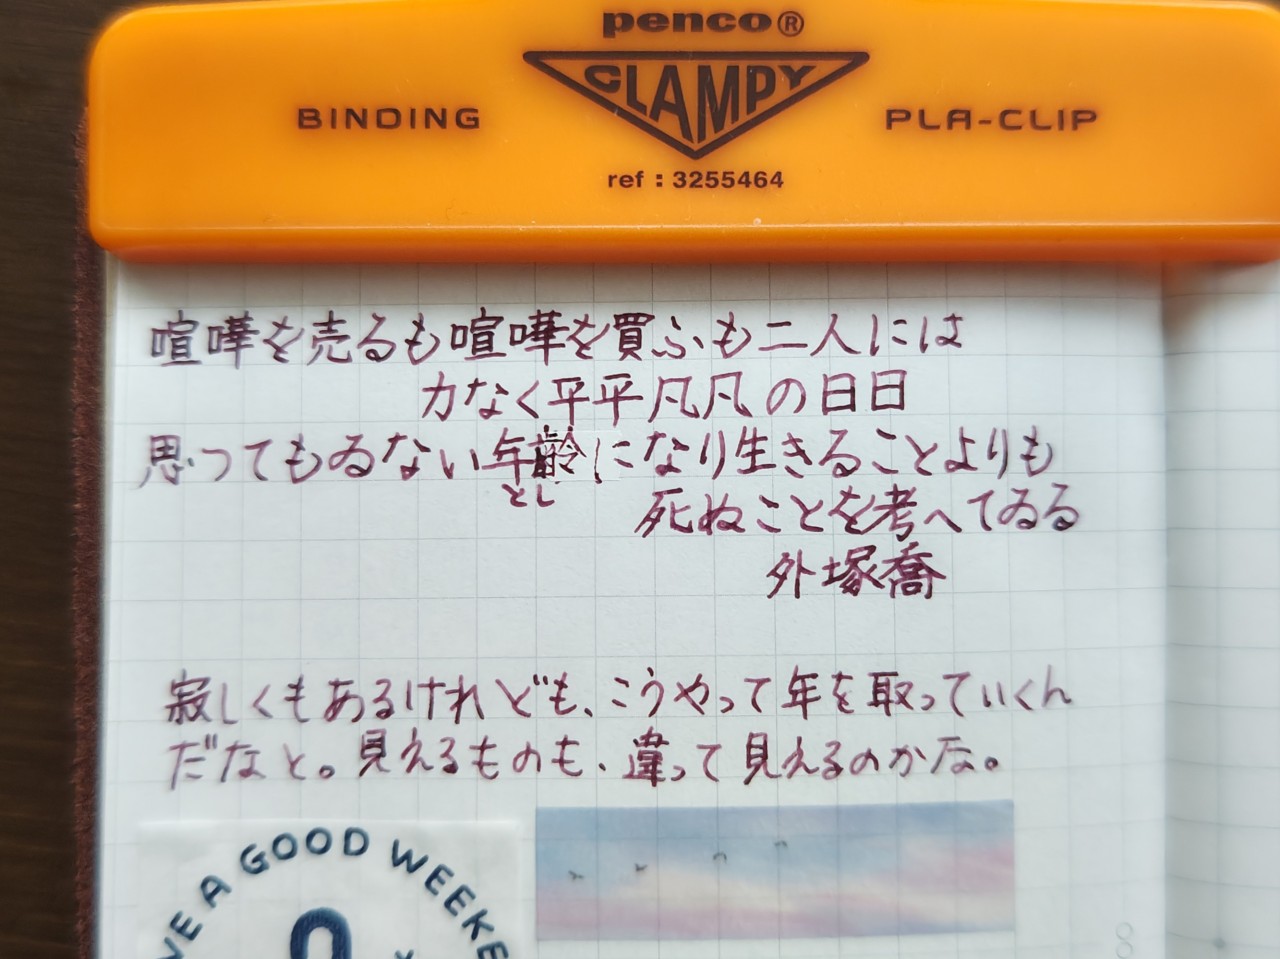 penco®
CLAMPY
BINDING
PLA-CLIP
ref : 3255464
喧嘩を売るも喧嘩を買ふも二人には
力なく平平凡凡の日日
思ってもゐない年齢になり生きることよりも
とし
死ぬことを考へてゐる
外塚喬
寂しくもあるけれども、こうやって年を取っていくん
だなと。見えるものも、違って見えるのかな。
VE A GOOD WEEKE